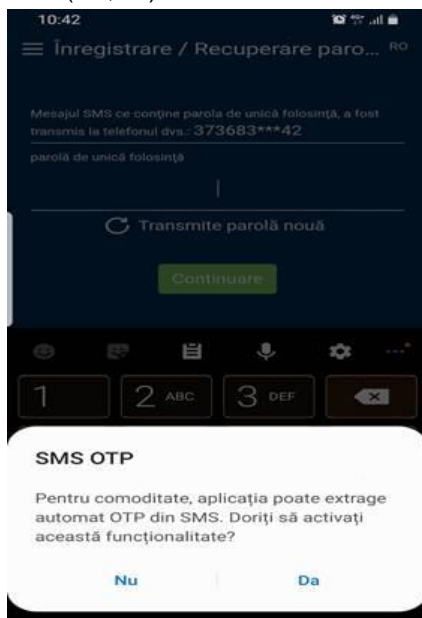 10:42
Înregistrare / Recuperare paro... RO
Mesajul SMS ce conține parola de unică folosință, a fost
transmis la telefonul dvs.: 373683***42
parolă de unică folosință
Transmite parolă nouă
Continuare
1 2 ABC 3 DEF
SMS OTP
Pentru comoditate, aplicația poate extrage
automat OTP din SMS. Doriți să activați
această funcționalitate?
Nu Da